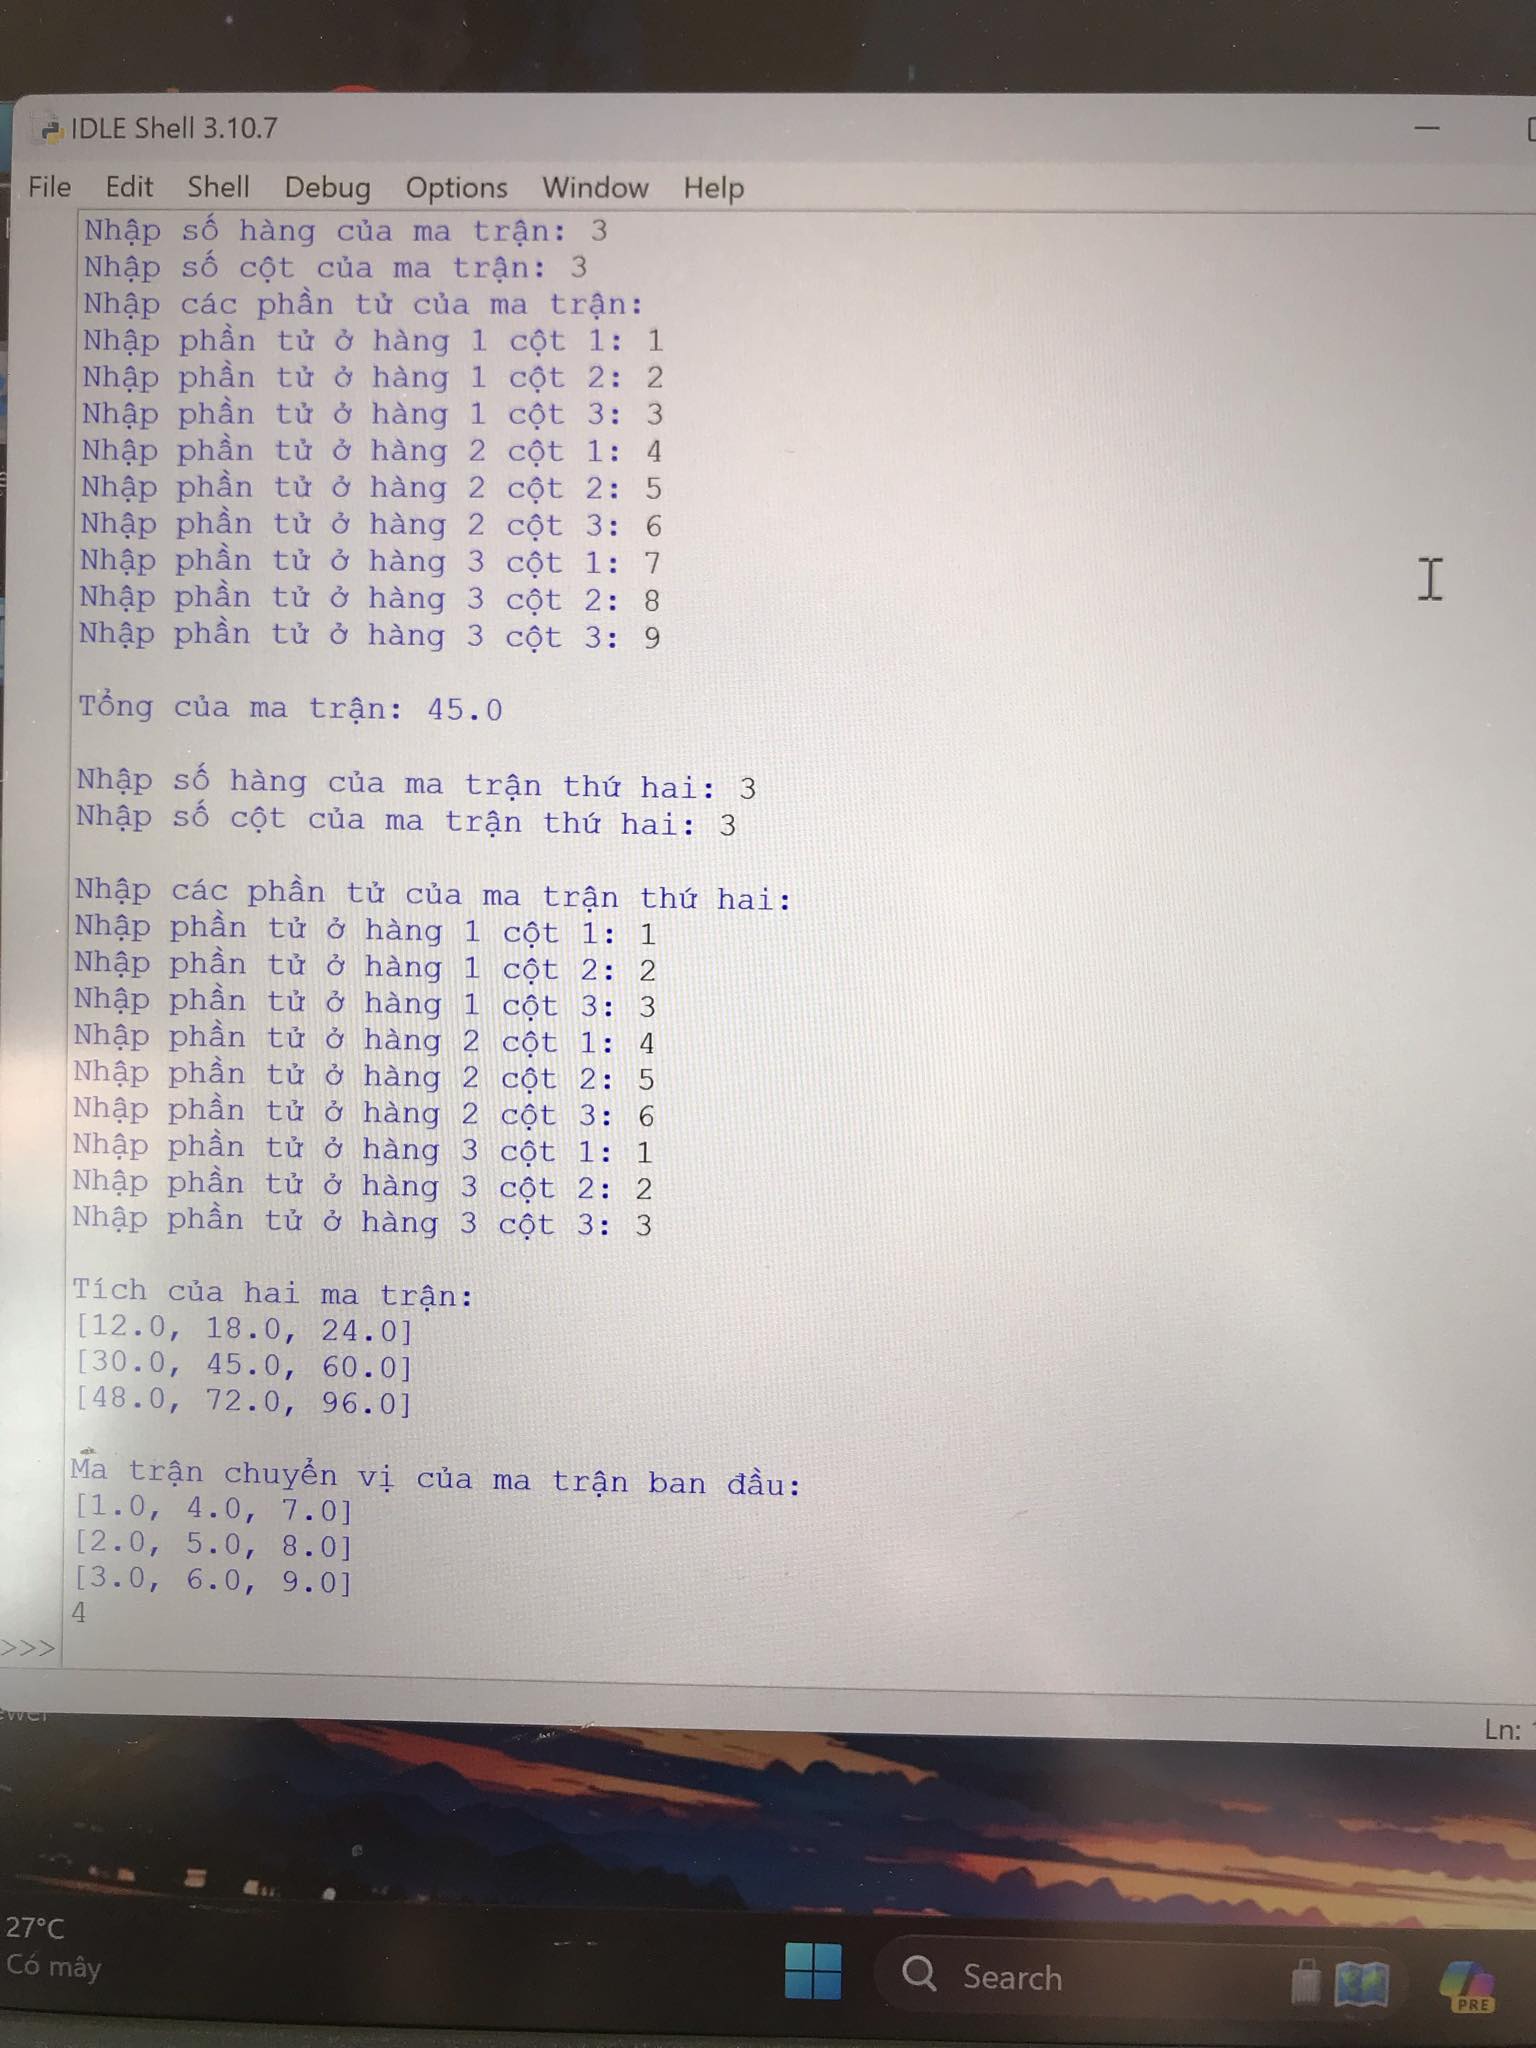 IDLE Shell 3.10.7
File Edit Shell Debug Options Window Help
Nhập số hàng của ma trận: 3
Nhập số cột của ma trận: 3
Nhập các phần tử của ma trận:
Nhập phần tử ở hàng 1 cột 1: 1
Nhập phần tử ở hàng 1 cột 2: 2
Nhập phần tử ở hàng 1 cột 3: 3
Nhập phần tử ở hàng 2 cột 1: 4
Nhập phần tử ở hàng 2 cột 2: 5
Nhập phần tử ở hàng 2 cột 3: 6
Nhập phần tử ở hàng 3 cột 1: 7
Nhập phần tử ở hàng 3 cột 2: 8
Nhập phần tử ở hàng 3 cột 3: 9
Tổng của ma trận: 45.0
Nhập số hàng của ma trận thứ hai: 3
Nhập số cột của ma trận thứ hai: 3
Nhập các phần tử của ma trận thứ hai:
Nhập phần tử ở hàng 1 cột 1: 1
Nhập phần tử ở hàng 1 cột 2: 2
Nhập phần tử ở hàng 1 cột 3: 3
Nhập phần tử ở hàng 2 cột 1: 4
Nhập phần tử ở hàng 2 cột 2: 5
Nhập phần tử ở hàng 2 cột 3: 6
Nhập phần tử ở hàng 3 cột 1: 1
Nhập phần tử ở hàng 3 cột 2: 2
Nhập phần tử ở hàng 3 cột 3: 3
Tích của hai ma trận:
[12.0, 18.0, 24.0]
[30.0, 45.0, 60.0]
[48.0, 72.0, 96.0]
Ma trận chuyển vị của ma trận ban đầu:
[1.0, 4.0, 7.0]
[2.0, 5.0, 8.0]
[3.0, 6.0, 9.0]
4
>>>
Ln:
27°C
Có mây
Search
PRE